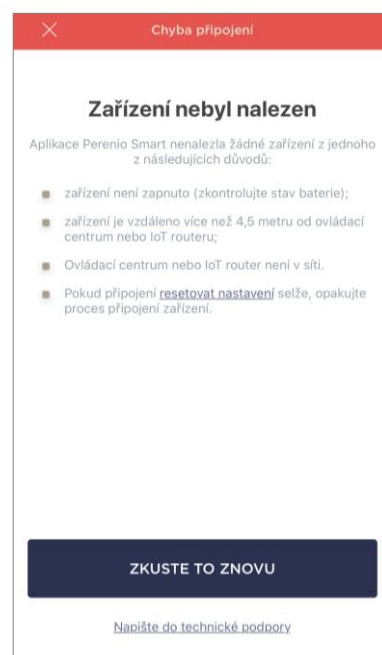 Chyba připojení
Zařízení nebyl nalezen
Aplikace Perenio Smart nenalezla žádné zařízení z jednoho
z následujících důvodů:
zařízení není zapnuto (zkontrolujte stav baterie);
zařízení je vzdáleno více než 4,5 metru od ovládací
centrum nebo IoT routeru;
Ovládací centrum nebo IoT router není v síti.
Pokud připojení resetovat nastavení selže, opakujte
proces připojení zařízení.
ZKUSTE TO ZNOVU
Napište do technické podpory